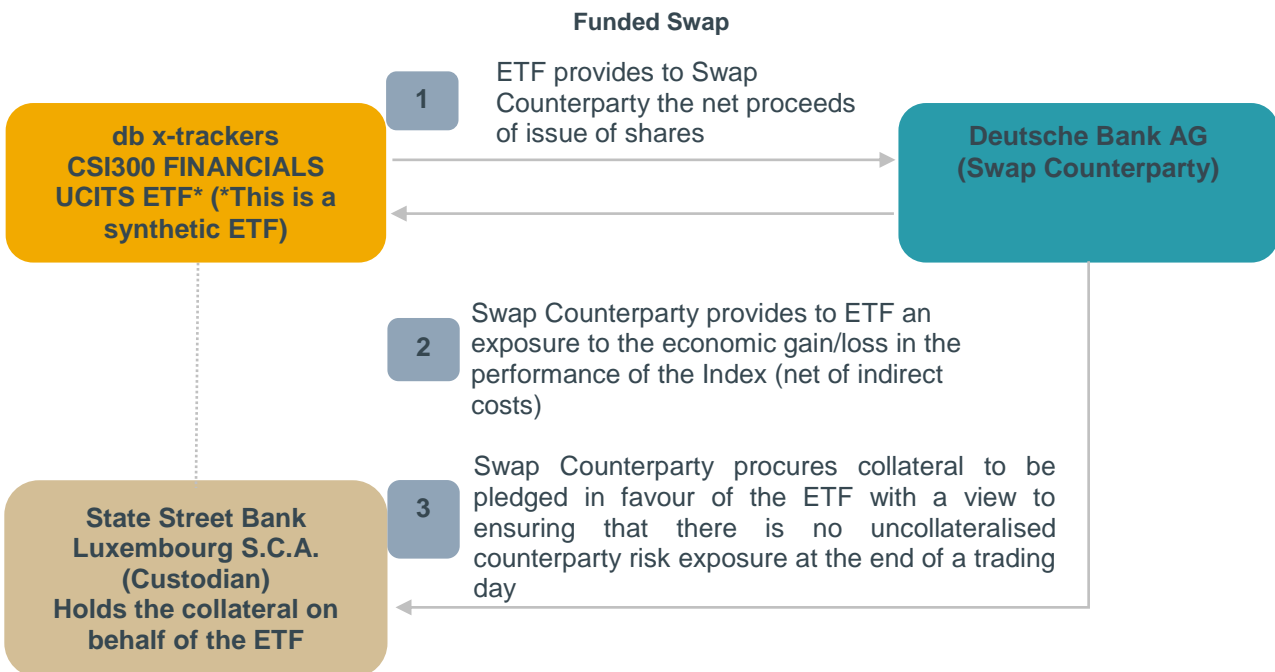 Funded Swap
1
ETF provides to Swap
Counterparty the net proceeds
of issue of shares
db x-trackers
CSI300 FINANCIALS
UCITS ETF* (*This is a
synthetic ETF)
Deutsche Bank AG
(Swap Counterparty)
2
Swap Counterparty provides to ETF an
exposure to the economic gain/loss in the
performance of the Index (net of indirect
costs)
3
Swap Counterparty procures collateral to be
pledged in favour of the ETF with a view to
ensuring that there is no uncollateralised
counterparty risk exposure at the end of a trading
day
State Street Bank
Luxembourg S.C.A.
(Custodian)
Holds the collateral on
behalf of the ETF